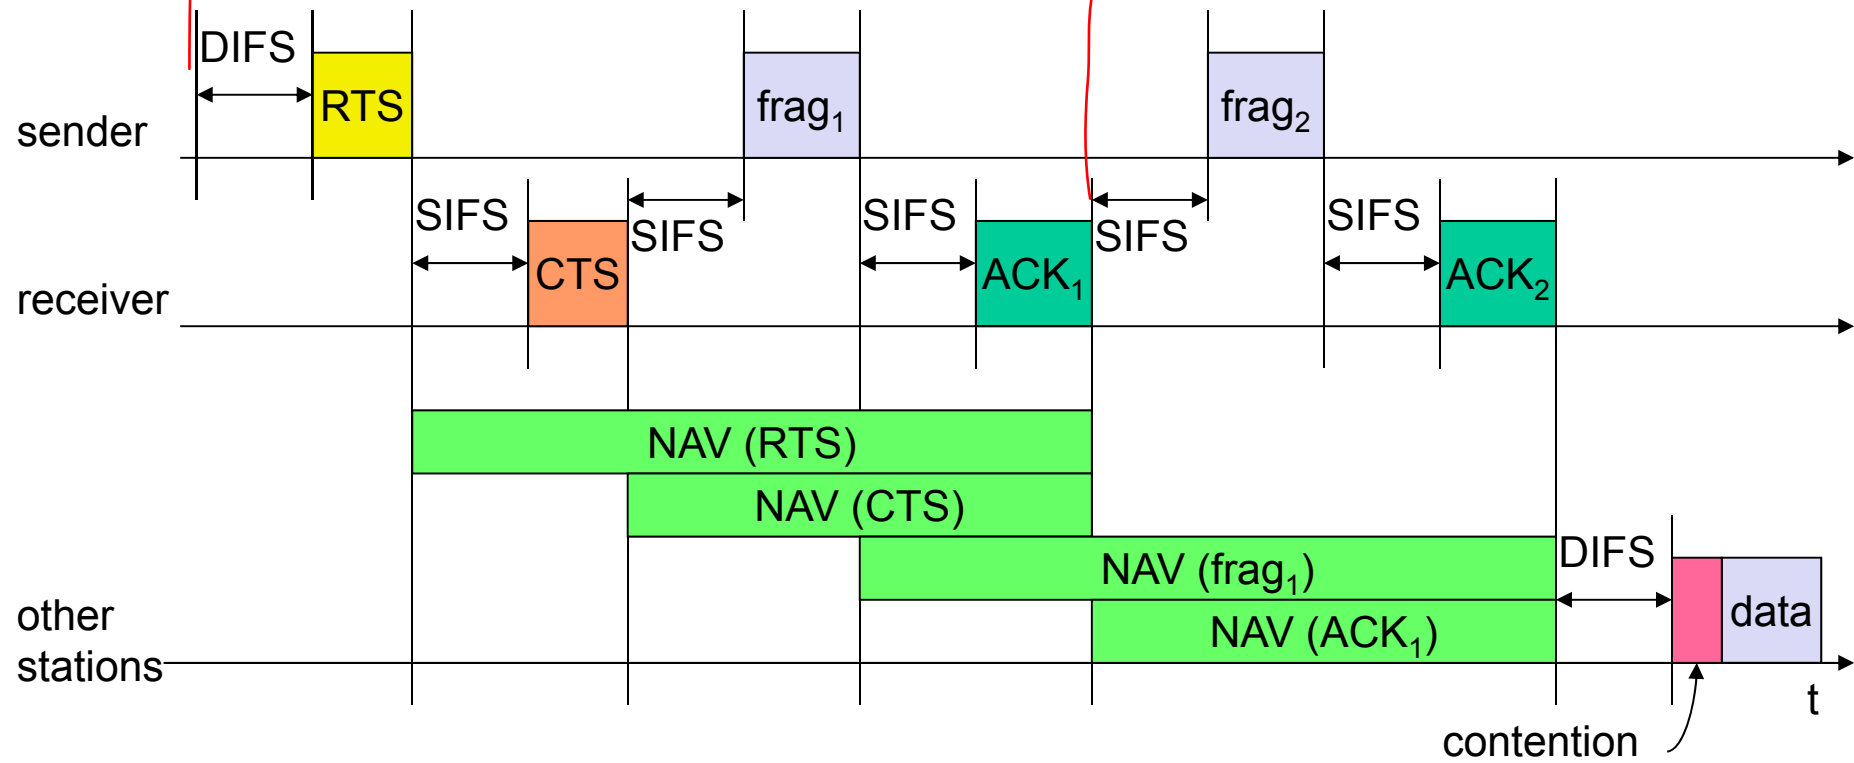 DIFS
RTS
frag₁
frag₂
sender
SIFS
SIFS
SIFS
SIFS
SIFS
CTS
ACK₁
ACK₂
receiver
NAV (RTS)
NAV (CTS)
NAV (frag₁)
DIFS
NAV (ACK₁)
data
other
stations
t
contention